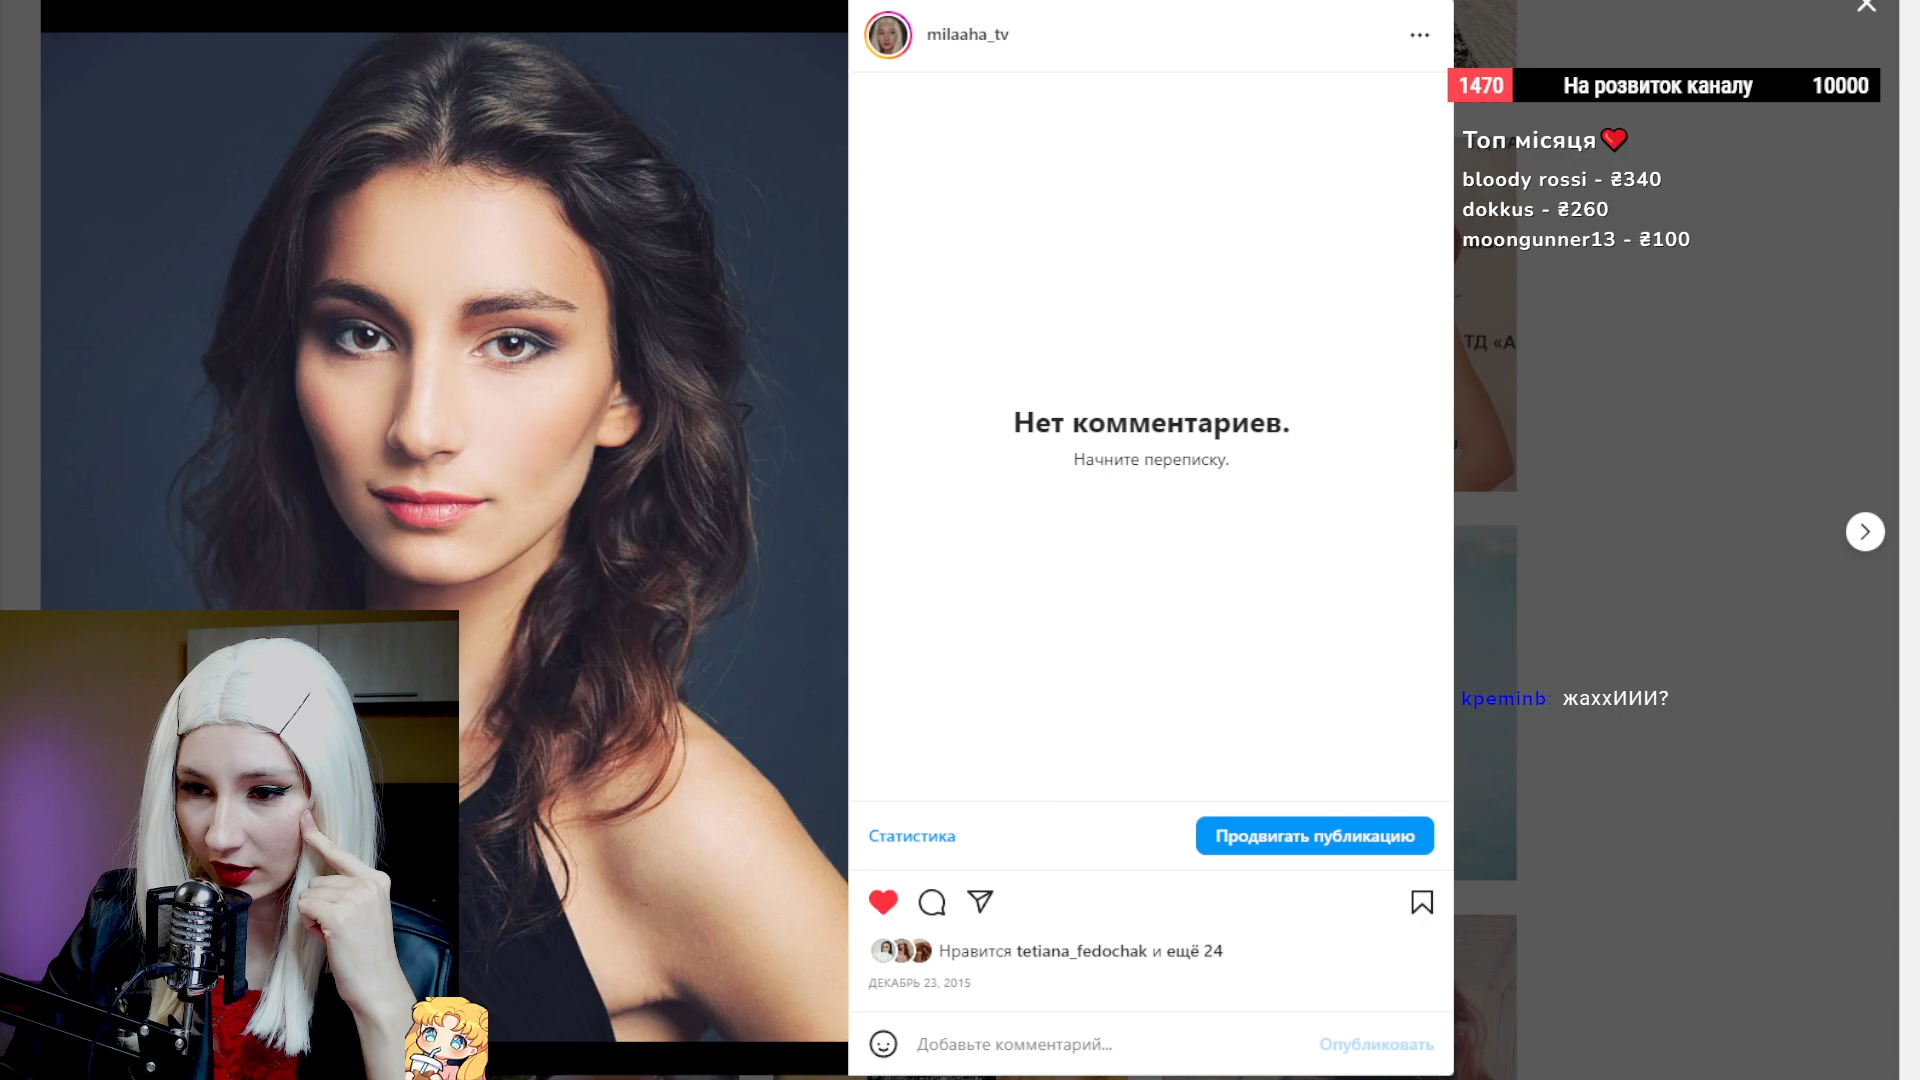 milaaha_tv
1470 На розвиток каналу 10000
Топ місяця
bloody rossi - ₴340
dokkus - ₴260
moongunner13 - ₴100
ТД «А
Нет комментариев.
Начните переписку.
kpeminb: жаххИИИ?
Статистика
Продвигать публикацию
Нравится tetiana_fedochak и ещё 24
ДЕКАБРЬ 23, 2015
Добавьте комментарий...
Опубликовать